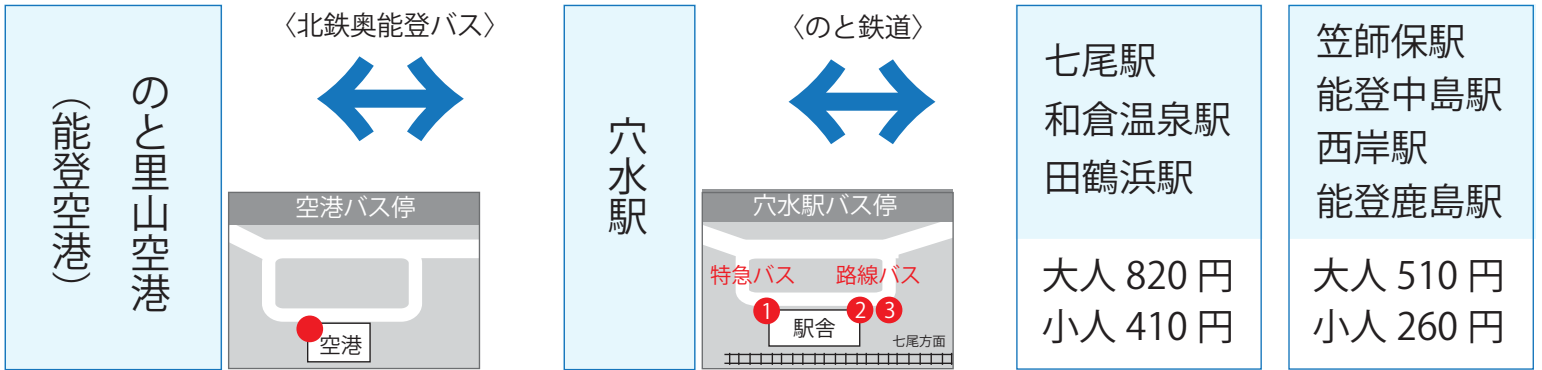 のと里山空港
（能登空港）
〈北鉄奥能登バス〉
空港バス停
空港
穴水駅
〈のと鉄道〉
穴水駅バス停
特急バス
路線バス
1
2
3
駅舎
七尾方面
七尾駅
和倉温泉駅
田鶴浜駅
大人 820 円
小人 410 円
笠師保駅
能登中島駅
西岸駅
能登鹿島駅
大人 510 円
小人 260 円